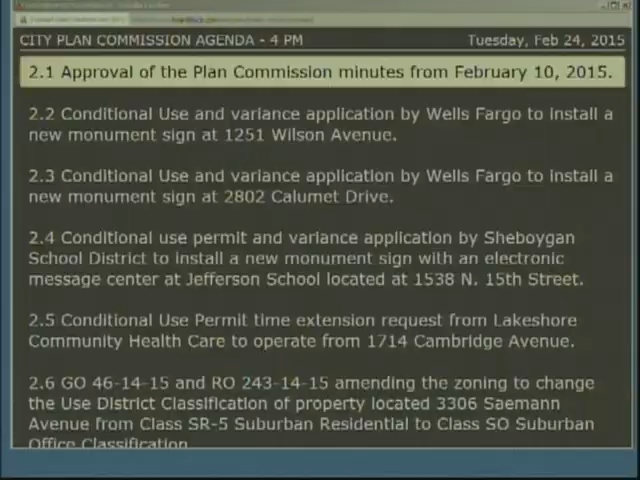 CITY PLAN COMMISSION AGENDA - 4 PM
Tuesday, Feb 24, 2015
2.1 Approval of the Plan Commission minutes from February 10, 2015.
2.2 Conditional Use and variance application by Wells Fargo to install a
new monument sign at 1251 Wilson Avenue.
2.3 Conditional Use and variance application by Wells Fargo to install a
new monument sign at 2802 Calumet Drive.
2.4 Conditional use permit and variance application by Sheboygan
School District to install a new monument sign with an electronic
message center at Jefferson School located at 1538 N. 15th Street.
2.5 Conditional Use Permit time extension request from Lakeshore
Community Health Care to operate from 1714 Cambridge Avenue.
2.6 GO 46-14-15 and RO 243-14-15 amending the zoning to change
the Use District Classification of property located 3306 Saemann
Avenue from Class SR-5 Suburban Residential to Class SO Suburban
Office Classification